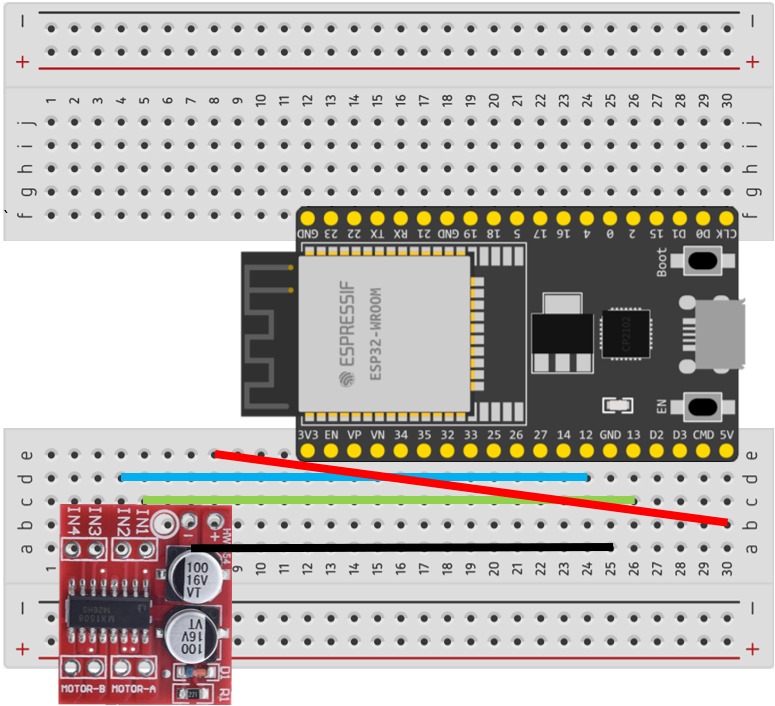 − −
+ +
1 2 3 4 5 6 7 8 9 10 11 12 13 14 15 16 17 18 19 20 21 22 23 24 25 26 27 28 29 30
j j
i i
h h
g g
f f
GND 23 22 TX RX 21 GND 19 18 5 17 16 4 0 2 15 D1 D0 CLK
Boot
ESPRESSIF
ESP32-WROOM
CP2102
EN
3V3 EN VP VN 34 35 32 33 25 26 27 14 12 GND 13 D2 D3 CMD 5V
e e
d d
c c
b b
a a
IN4 IN3 IN2 IN1 − +
1 9 10 11 12 13 14 15 16 17 18 19 20 21 22 23 24 25 26 27 28 29 30
100
16V
VT
MX1508
VT
16V
100
− −
+ +
D1
MOTOR-B MOTOR-A
R1